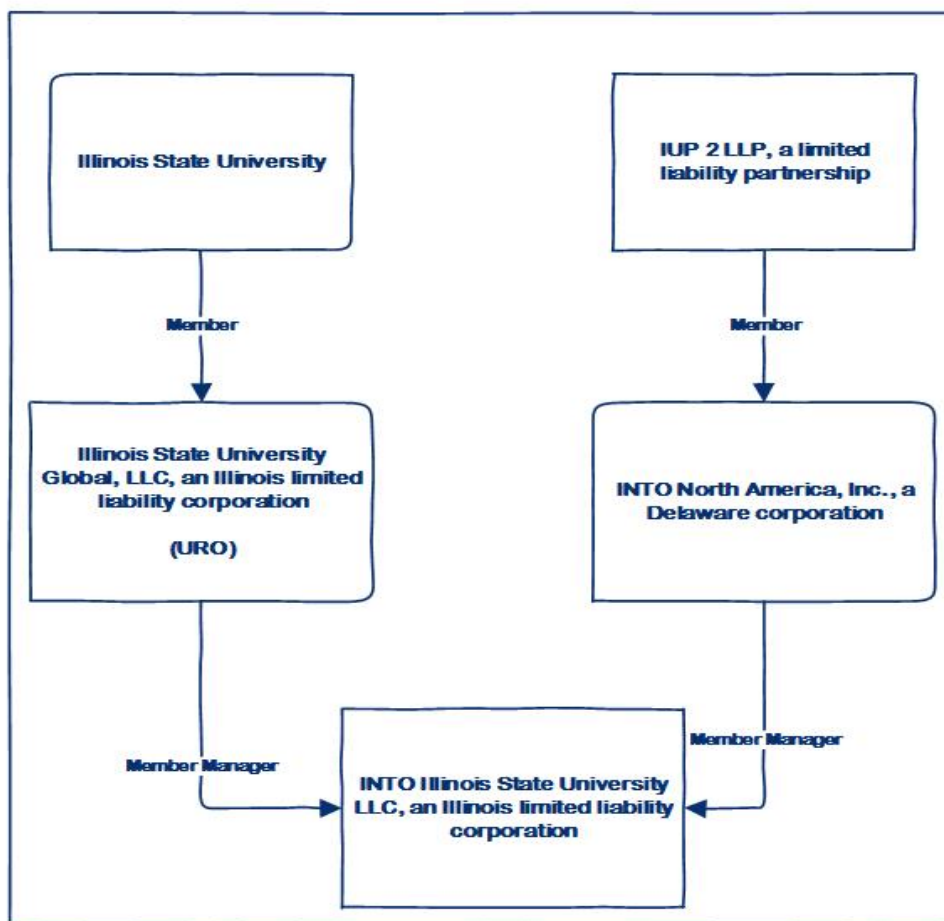 Illinois State University
IUP 2 LLP, a limited
liability partnership
Member
Member
Illinois State University
Global, LLC, an Illinois limited
liability corporation
(URO)
INTO North America, Inc., a
Delaware corporation
Member Manager
Member Manager
INTO Illinois State University
LLC, an Illinois limited liability
corporation